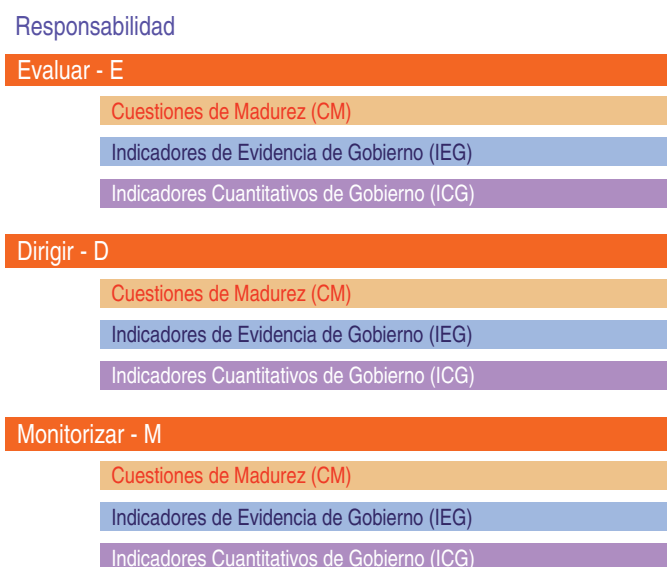 Responsabilidad
Evaluar - E
Cuestiones de Madurez (CM)
Indicadores de Evidencia de Gobierno (IEG)
Indicadores Cuantitativos de Gobierno (ICG)
Dirigir - D
Cuestiones de Madurez (CM)
Indicadores de Evidencia de Gobierno (IEG)
Indicadores Cuantitativos de Gobierno (ICG)
Monitorizar - M
Cuestiones de Madurez (CM)
Indicadores de Evidencia de Gobierno (IEG)
Indicadores Cuantitativos de Gobierno (ICG)